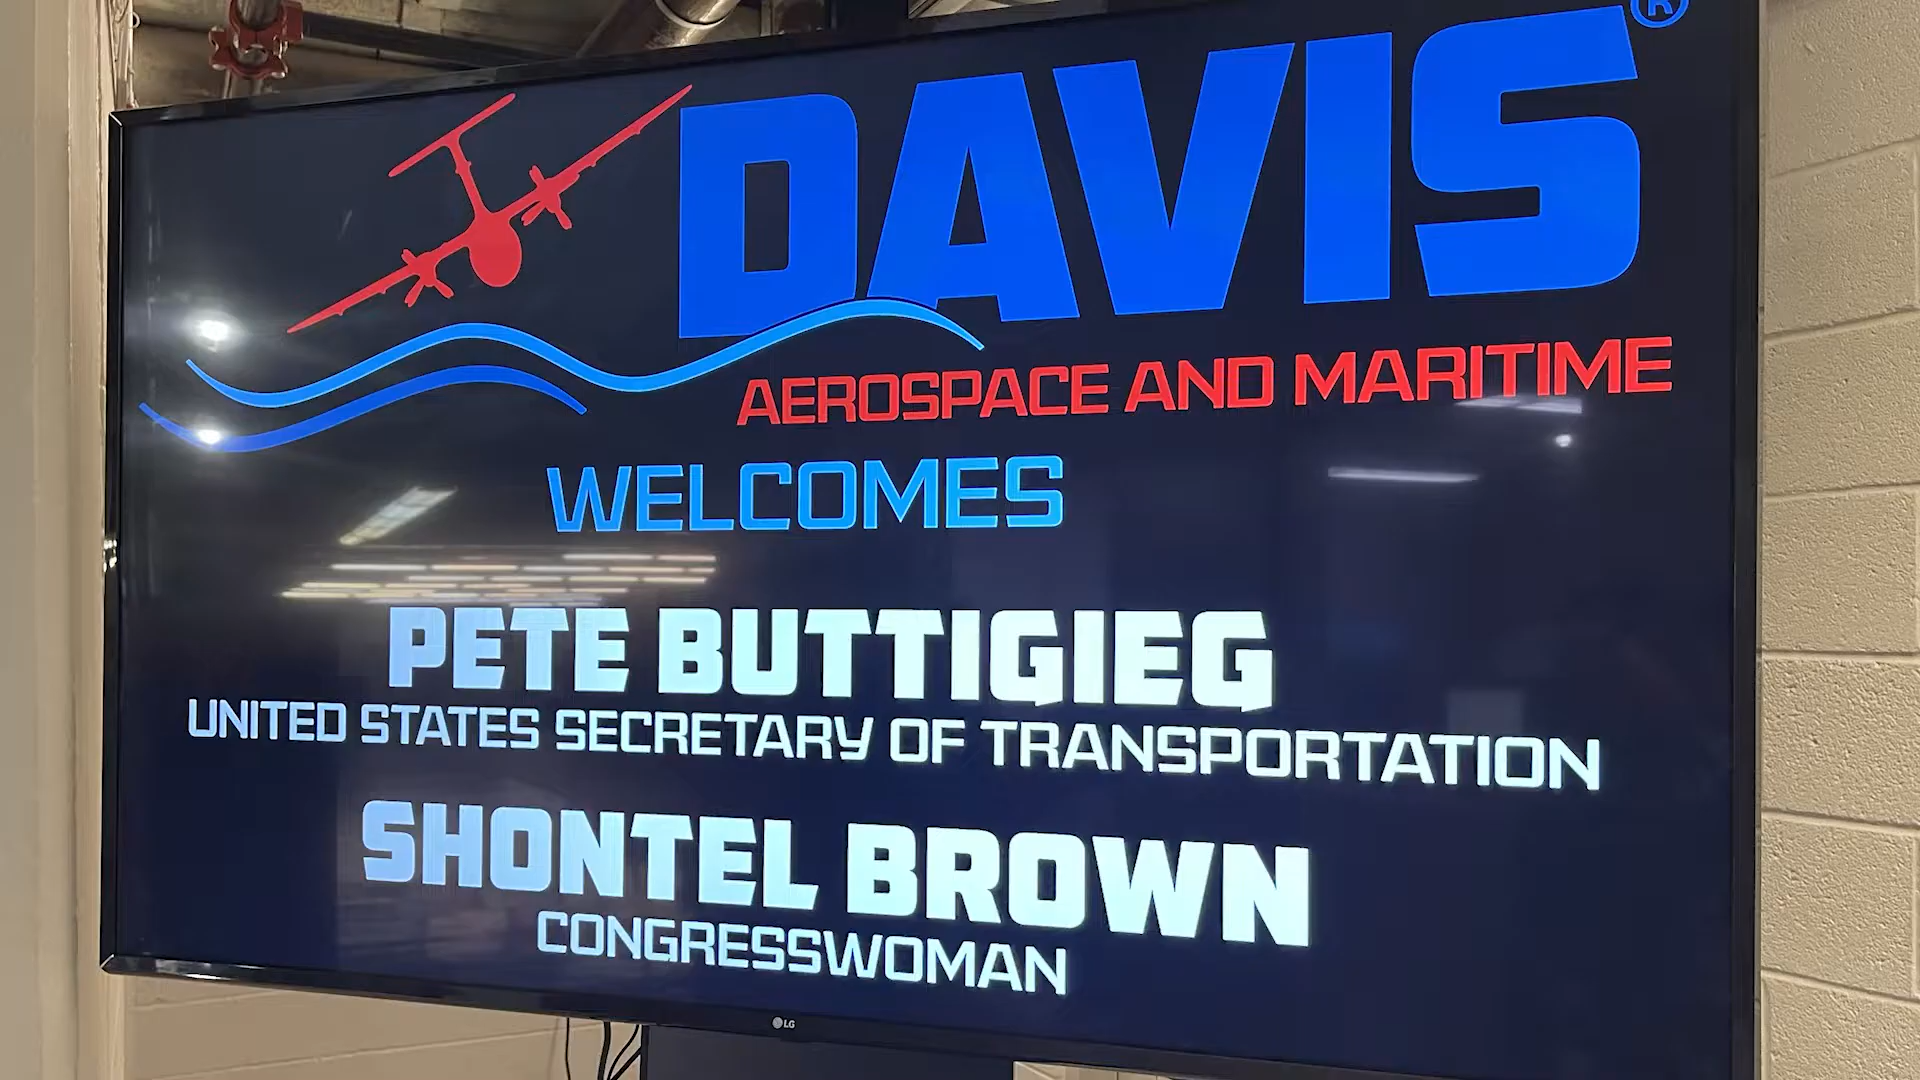 DAVIS®
AEROSPACE AND MARITIME
WELCOMES
PETE BUTTIGIEG
UNITED STATES SECRETARY OF TRANSPORTATION
SHONTEL BROWN
CONGRESSWOMAN
LG